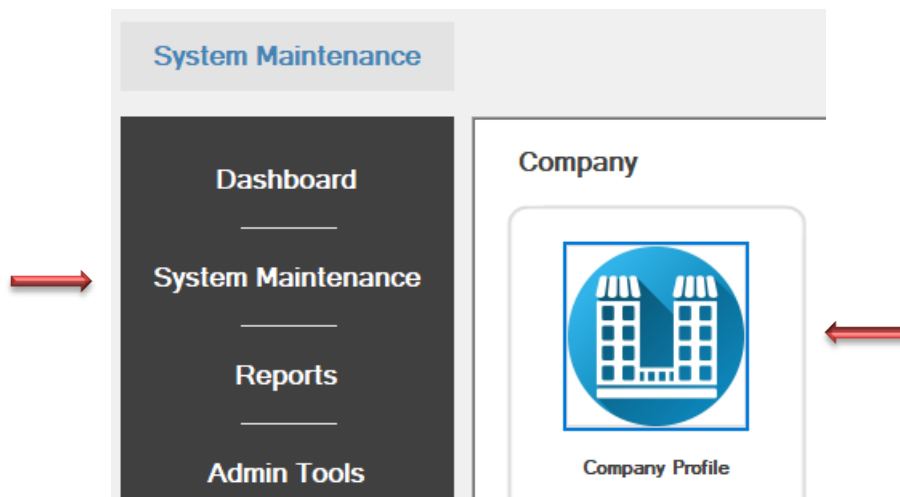 System Maintenance
Dashboard
System Maintenance
Reports
Admin Tools
Company
Company Profile